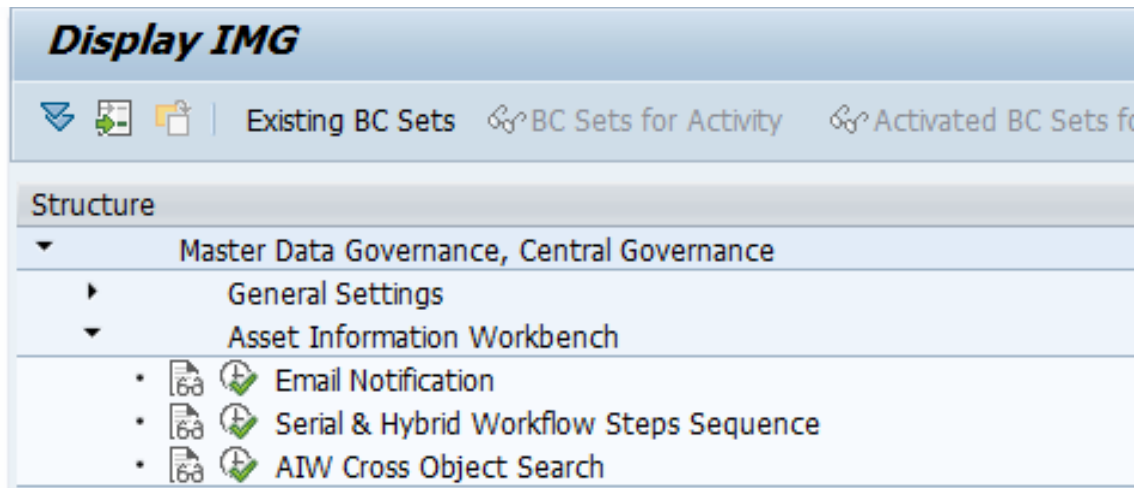 Display IMG
Existing BC Sets BC Sets for Activity Activated BC Sets
Structure
Master Data Governance, Central Governance
General Settings
Asset Information Workbench
Email Notification
Serial & Hybrid Workflow Steps Sequence
AIW Cross Object Search